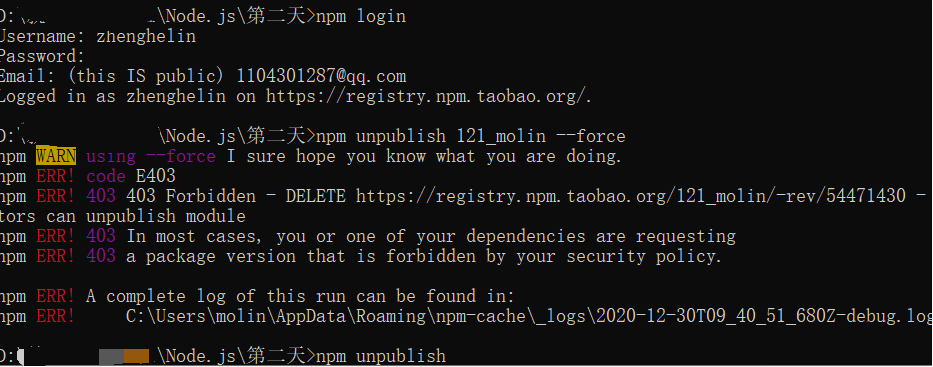 D:\ \Node.js\第二天>npm login
Username: zhenghelin
Password:
Email: (this IS public) 1104301287@qq.com
Logged in as zhenghelin on https://registry.npm.taobao.org/.
D:\ \Node.js\第二天>npm unpublish 121_molin --force
npm WARN using --force I sure hope you know what you are doing.
npm ERR! code E403
npm ERR! 403 403 Forbidden - DELETE https://registry.npm.taobao.org/121_molin/-rev/54471430 -
tors can unpublish module
npm ERR! 403 In most cases, you or one of your dependencies are requesting
npm ERR! 403 a package version that is forbidden by your security policy.
npm ERR! A complete log of this run can be found in:
npm ERR!     C:\Users\molin\AppData\Roaming\npm-cache\_logs\2020-12-30T09_40_51_680Z-debug.log
D: \Node.js\第二天>npm unpublish